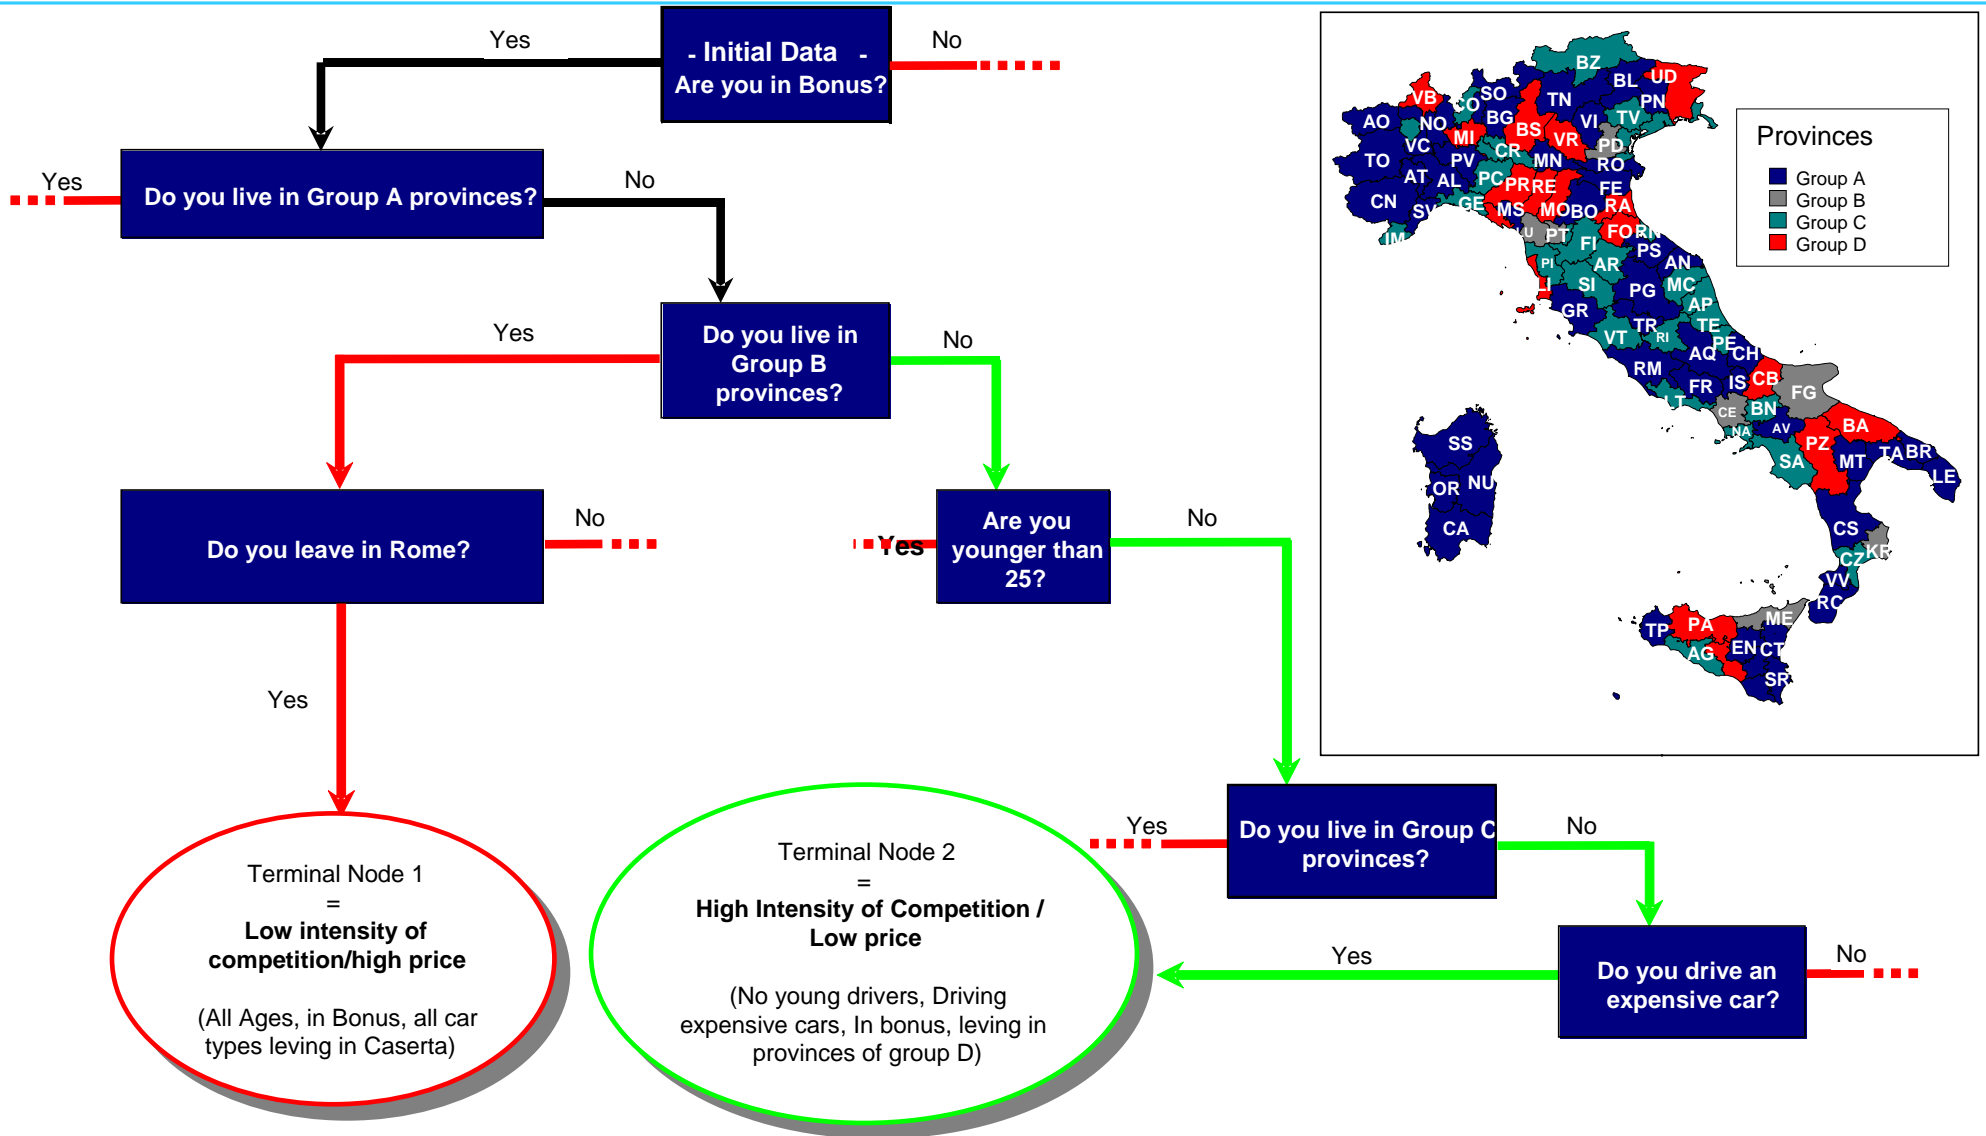 Yes
- Initial Data -
Are you in Bonus?
No
Yes
Do you live in Group A provinces?
No
Yes
Do you live in
Group B
provinces?
No
Do you leave in Rome?
No
Yes
Are you
younger than
25?
No
Yes
Yes
Do you live in Group C
provinces?
No
Yes
Do you drive an
expensive car?
No
Terminal Node 1
=
Low intensity of
competition/high price
(All Ages, in Bonus, all car
types leving in Caserta)
Terminal Node 2
=
High Intensity of Competition /
Low price
(No young drivers, Driving
expensive cars, In bonus, leving in
provinces of group D)
Provinces
Group A
Group B
Group C
Group D
BZ
VB CO SO TN BL UD
AO NO BG VI PN TV
MI BS VR PD
TO VC PV CR MN RO
AT AL PC PR RE FE
CN SV GE MS MO BO RA
IM LU PT FI FO RN
PS
PI AR AN
LI SI PG MC
GR AP
VT TR RI TE
PE
RM AQ CH
FR IS CB FG
LT CE BN
NA AV BA
SA PZ MT TA BR
LE
SS
OR NU
CA
CS
CZ KR
VV
RC
TP PA ME
AG EN CT
SR